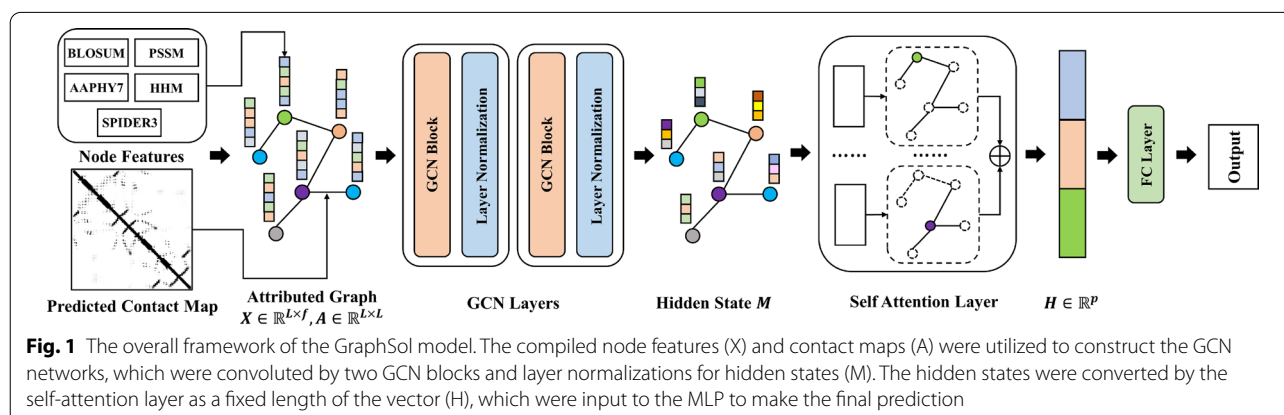 BLOSUM PSSM
AAPHY7 HHM
SPIDER3
Node Features
Predicted Contact Map
Attributed Graph
X ∈ ℝ^{L×f}, A ∈ ℝ^{L×L}
GCN Block
Layer Normalization
GCN Block
Layer Normalization
GCN Layers
Hidden State M
......
......
Self Attention Layer
H ∈ ℝ^p
FC Layer
Output
Fig. 1 The overall framework of the GraphSol model. The compiled node features (X) and contact maps (A) were utilized to construct the GCN
networks, which were convoluted by two GCN blocks and layer normalizations for hidden states (M). The hidden states were converted by the
self-attention layer as a fixed length of the vector (H), which were input to the MLP to make the final prediction